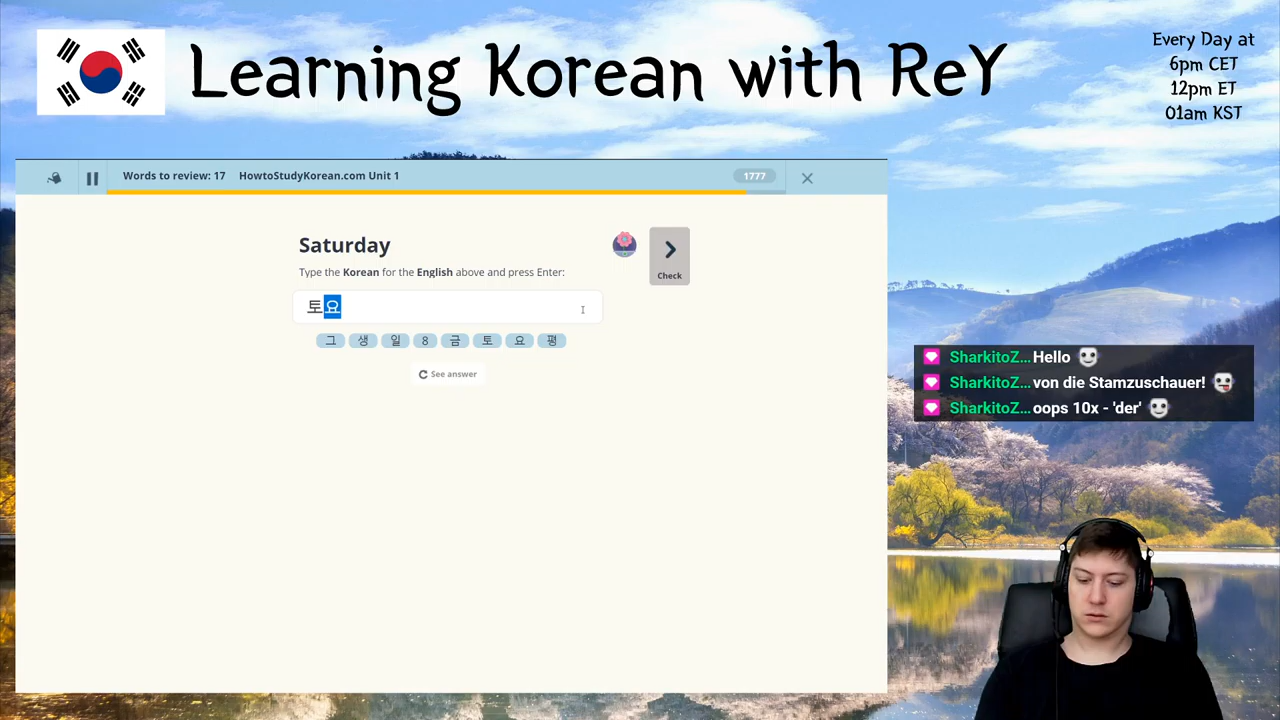 Learning Korean with ReY
Every Day at
6pm CET
12pm ET
01am KST
Words to review: 17 HowtoStudyKorean.com Unit 1
1777
Saturday
Type the Korean for the English above and press Enter:
Check
토요
그 생 일 8 금 토 요 평
See answer
SharkitoZ... Hello
SharkitoZ... von die Stamzuschauer!
SharkitoZ... oops 10x - 'der'